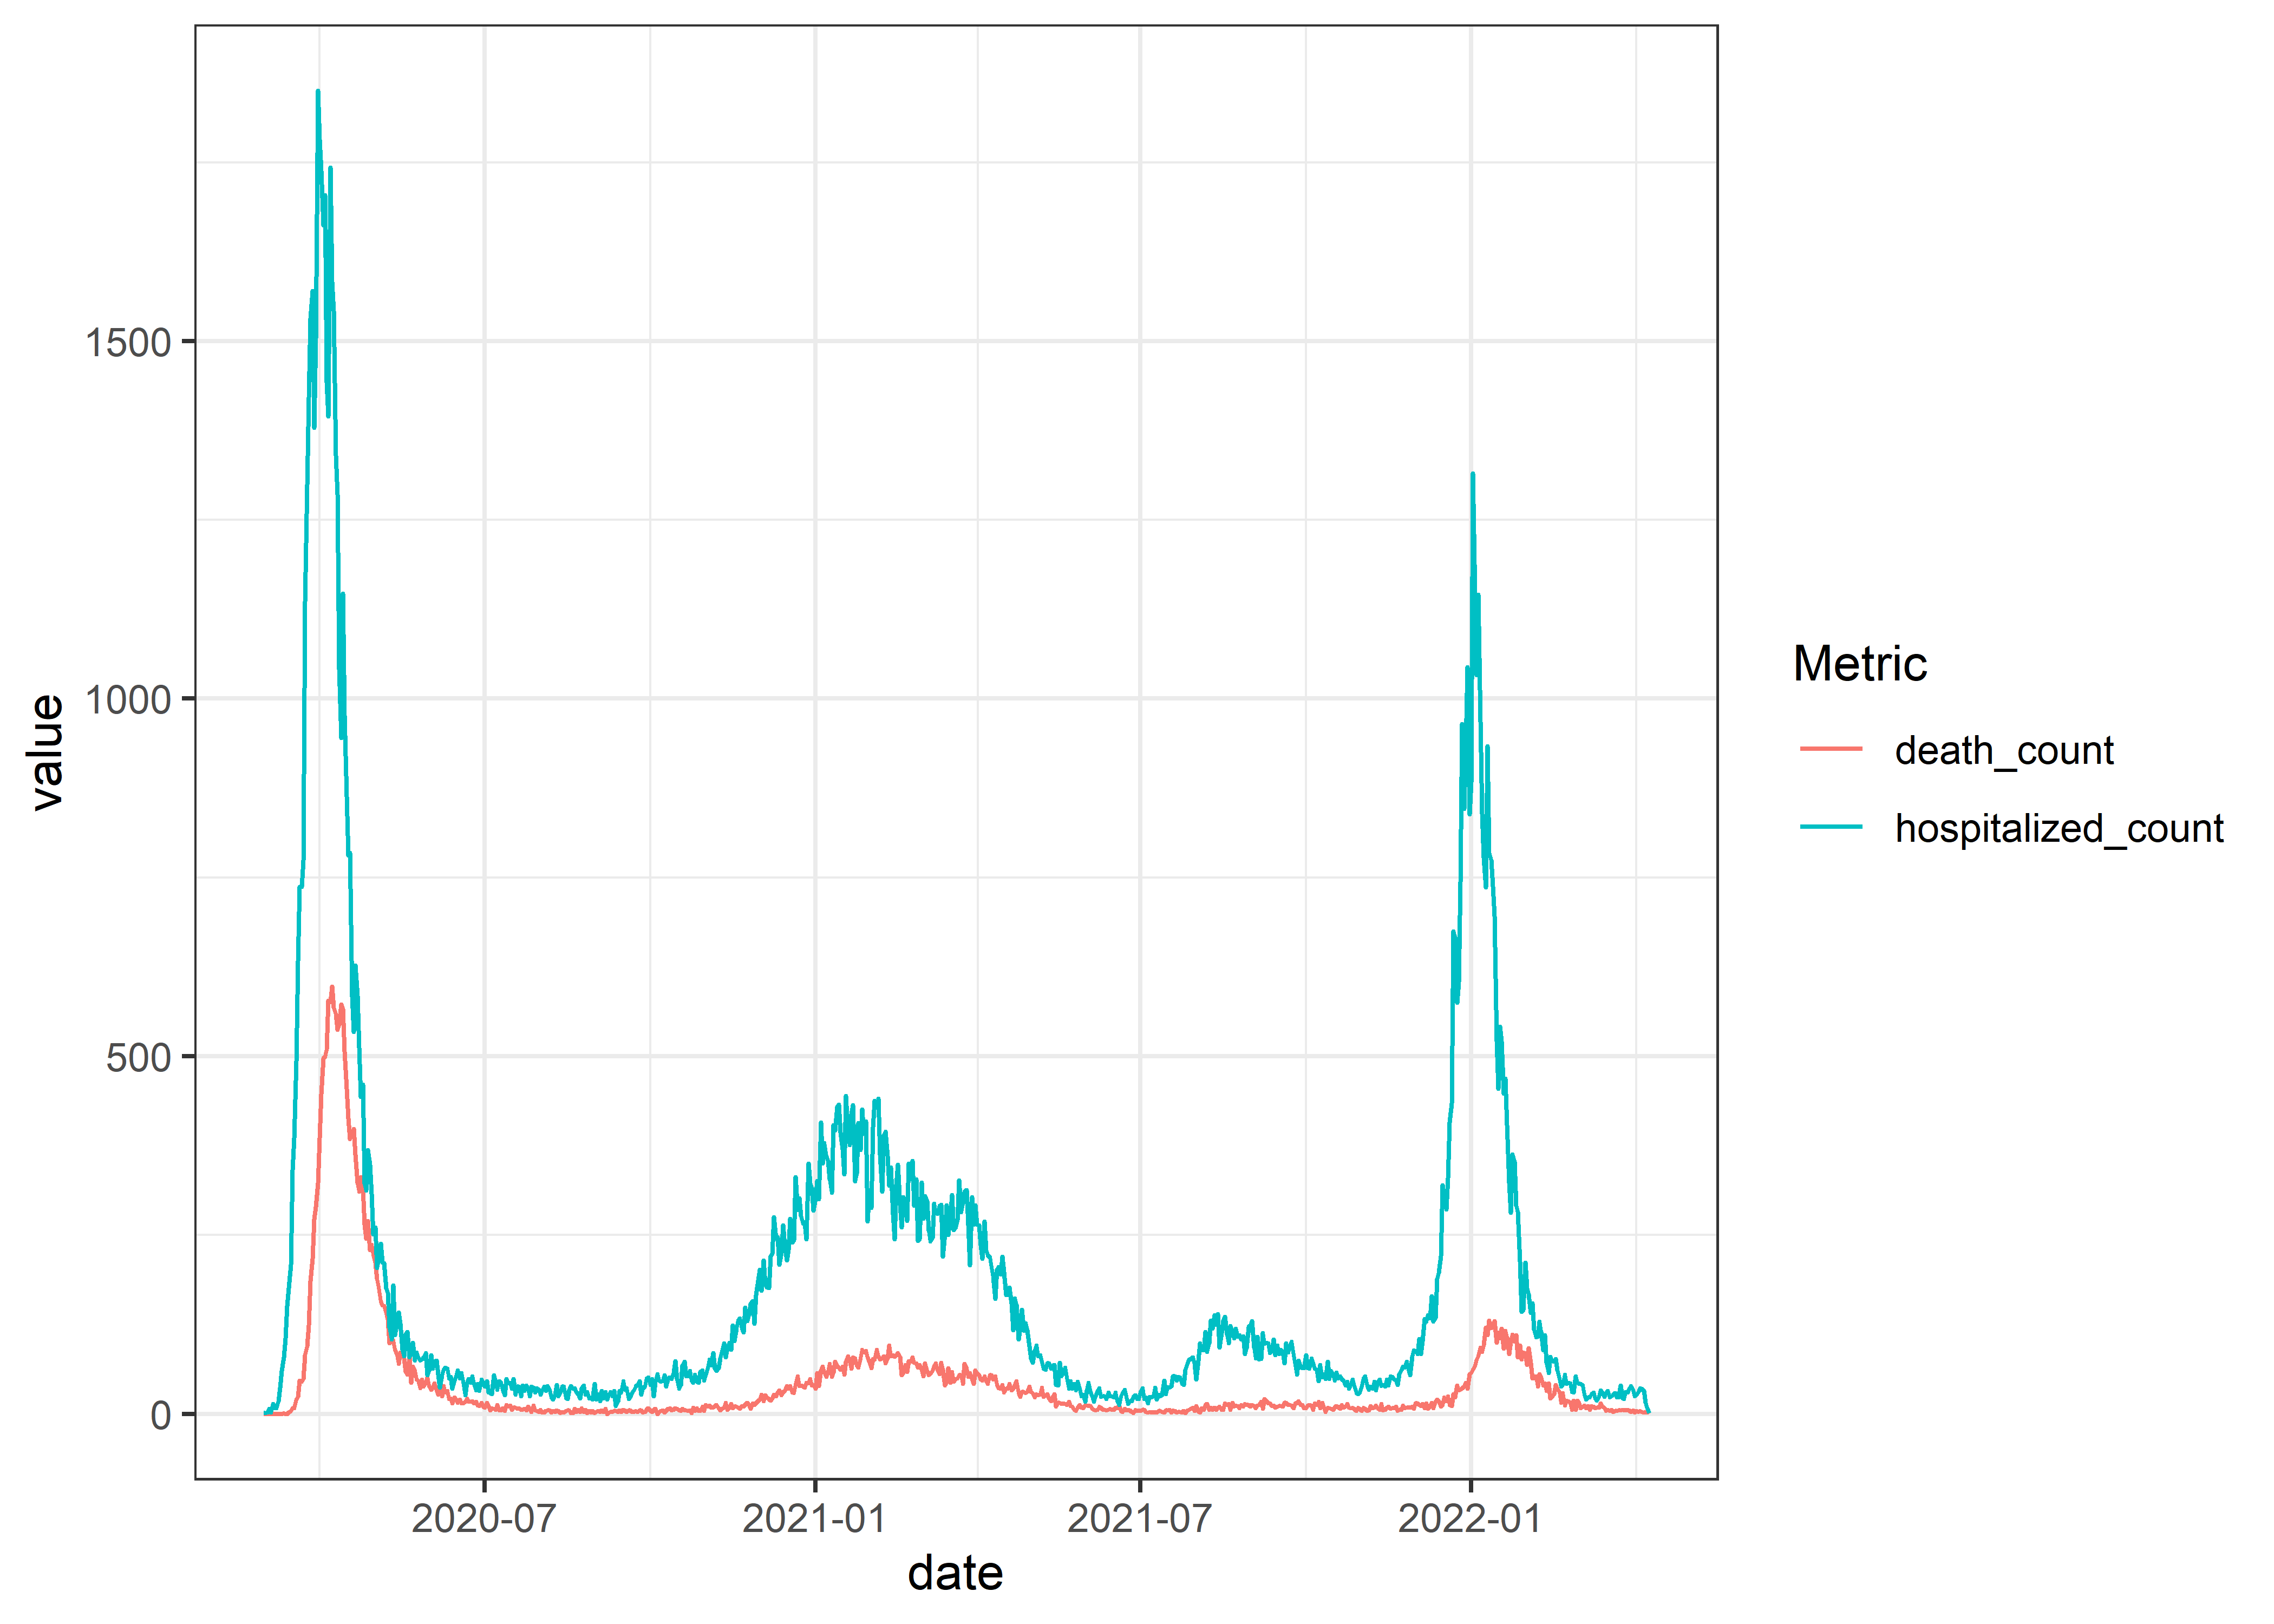 value
1500
1000
500
0
2020-07
2021-01
2021-07
2022-01
date
Metric
death_count
hospitalized_count